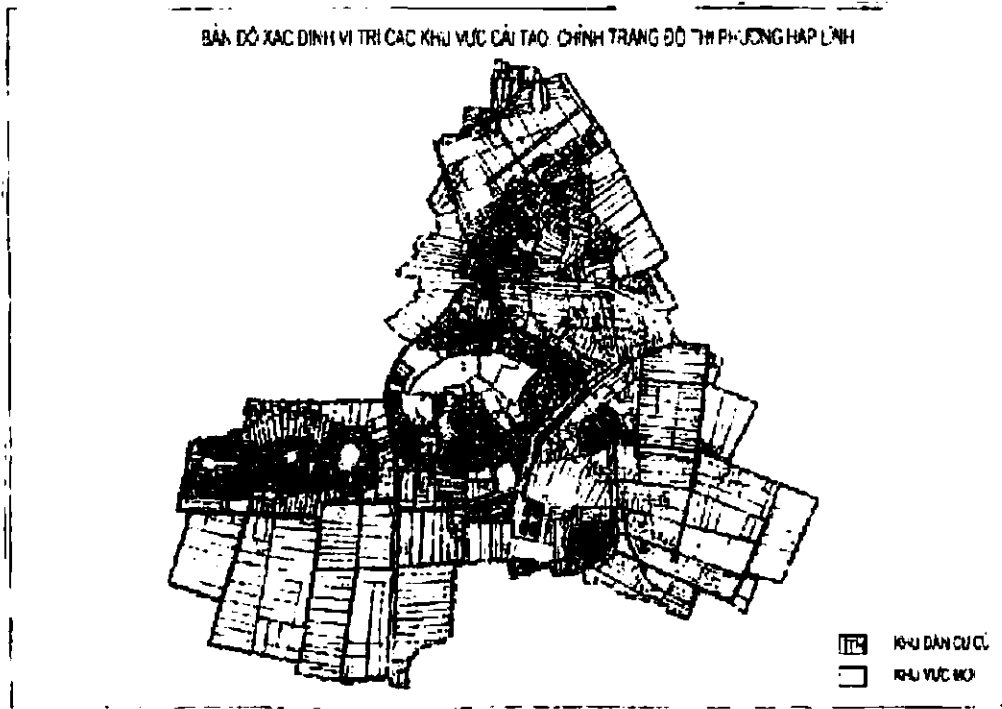 BẢN ĐỒ XÁC ĐỊNH VỊ TRÍ CÁC KHU VỰC CẢI TẠO, CHỈNH TRANG ĐÔ THỊ PHƯỜNG HẠP LĨNH
KHU DÂN CƯ CŨ
KHU VỰC MỚI